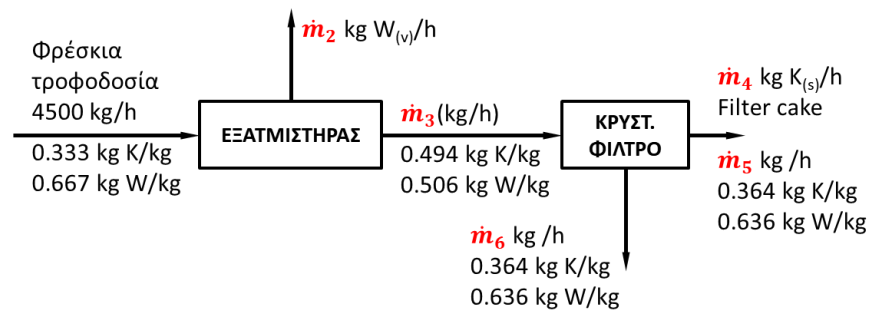 Φρέσκια
τροφοδοσία
4500 kg/h
0.333 kg K/kg
0.667 kg W/kg
ṁ₂ kg W(v)/h
ΕΞΑΤΜΙΣΤΗΡΑΣ
ṁ₃(kg/h)
0.494 kg K/kg
0.506 kg W/kg
ΚΡΥΣΤ.
ΦΙΛΤΡΟ
ṁ₄ kg K(s)/h
Filter cake
ṁ₅ kg /h
0.364 kg K/kg
0.636 kg W/kg
ṁ₆ kg /h
0.364 kg K/kg
0.636 kg W/kg